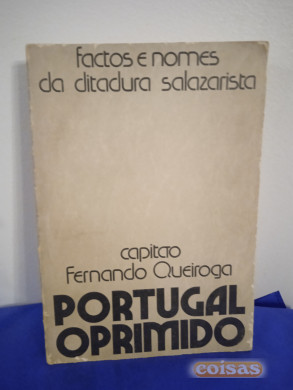 factos e nomes
da ditadura salazarista
capitão
Fernando Queiroga
PORTUGAL
OPRIMIDO
coisas